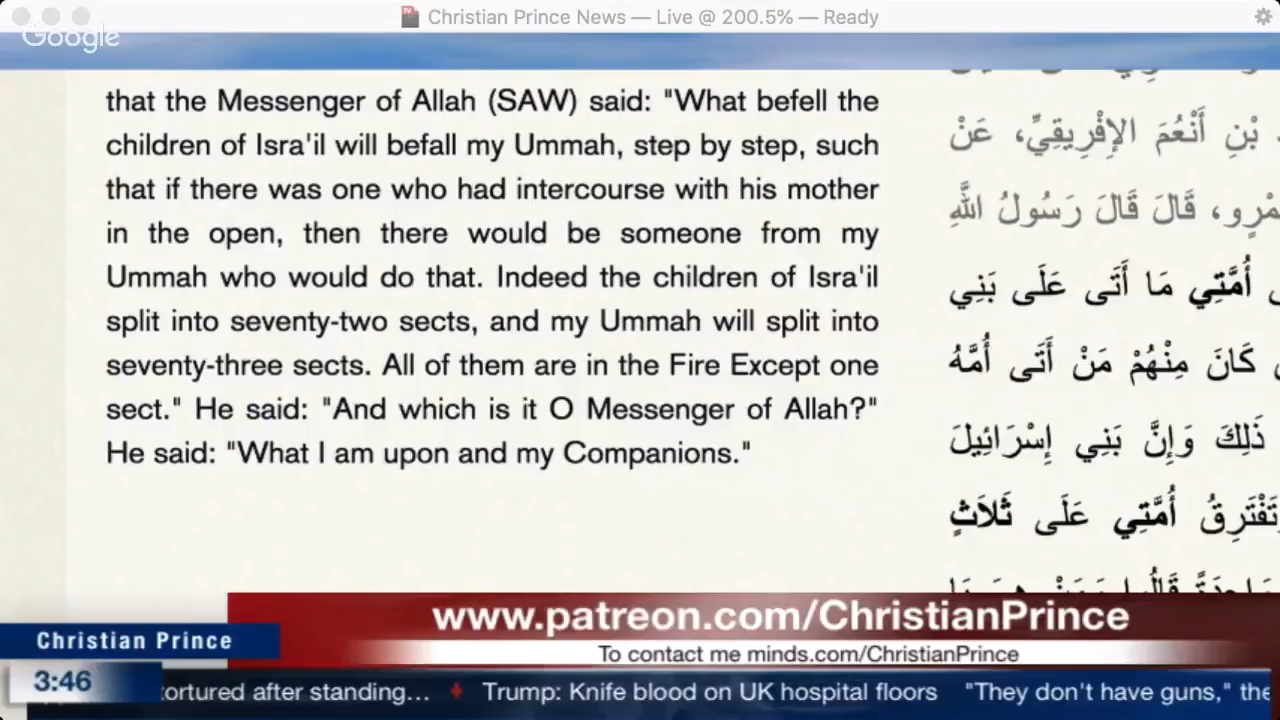 Christian Prince News — Live @ 200.5% — Ready
Google
that the Messenger of Allah (SAW) said: "What befell the
children of Isra'il will befall my Ummah, step by step, such
that if there was one who had intercourse with his mother
in the open, then there would be someone from my
Ummah who would do that. Indeed the children of Isra'il
split into seventy-two sects, and my Ummah will split into
seventy-three sects. All of them are in the Fire Except one
sect." He said: "And which is it O Messenger of Allah?"
He said: "What I am upon and my Companions."
بْنِ أَنْعُمَ الإِفْرِيقِيِّ، عَنْ
قَالَ قَالَ رَسُولُ اللَّهِ
أُمَّتِي مَا أَتَى عَلَى بَنِي
كَانَ مِنْهُمْ مَنْ أَتَى أُمَّهُ
ذَلِكَ وَإِنَّ بَنِي إِسْرَائِيلَ
تَفْتَرِقُ أُمَّتِي عَلَى ثَلاَثٍ
www.patreon.com/ChristianPrince
To contact me minds.com/ChristianPrince
Christian Prince
3:46
tortured after standing... ♦ Trump: Knife blood on UK hospital floors "They don't have guns," the